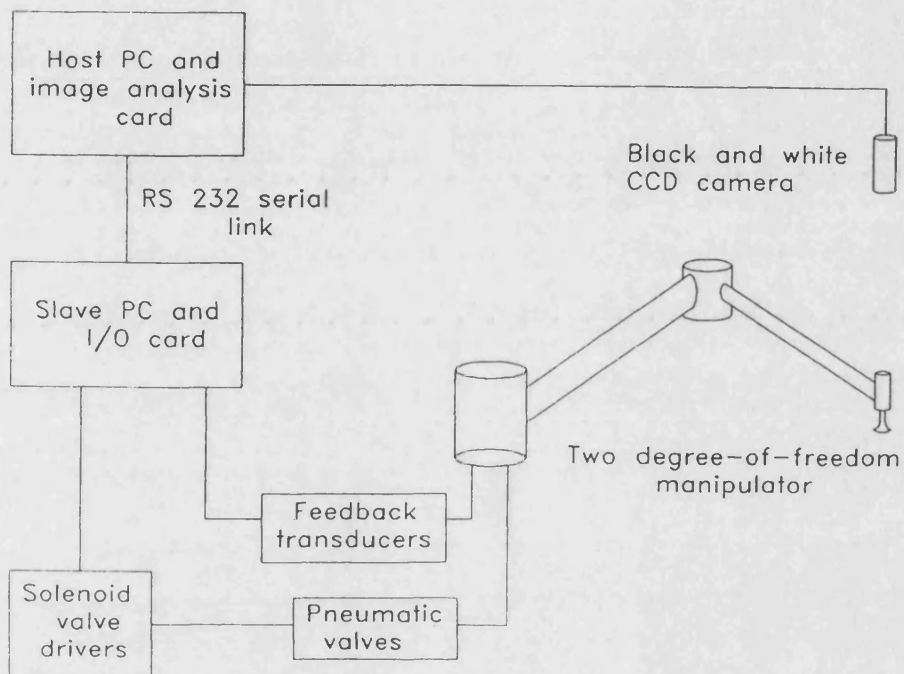 Host PC and
image analysis
card
Black and white
CCD camera
RS 232 serial
link
Slave PC and
I/O card
Two degree-of-freedom
manipulator
Feedback
transducers
Solenoid
valve
drivers
Pneumatic
valves